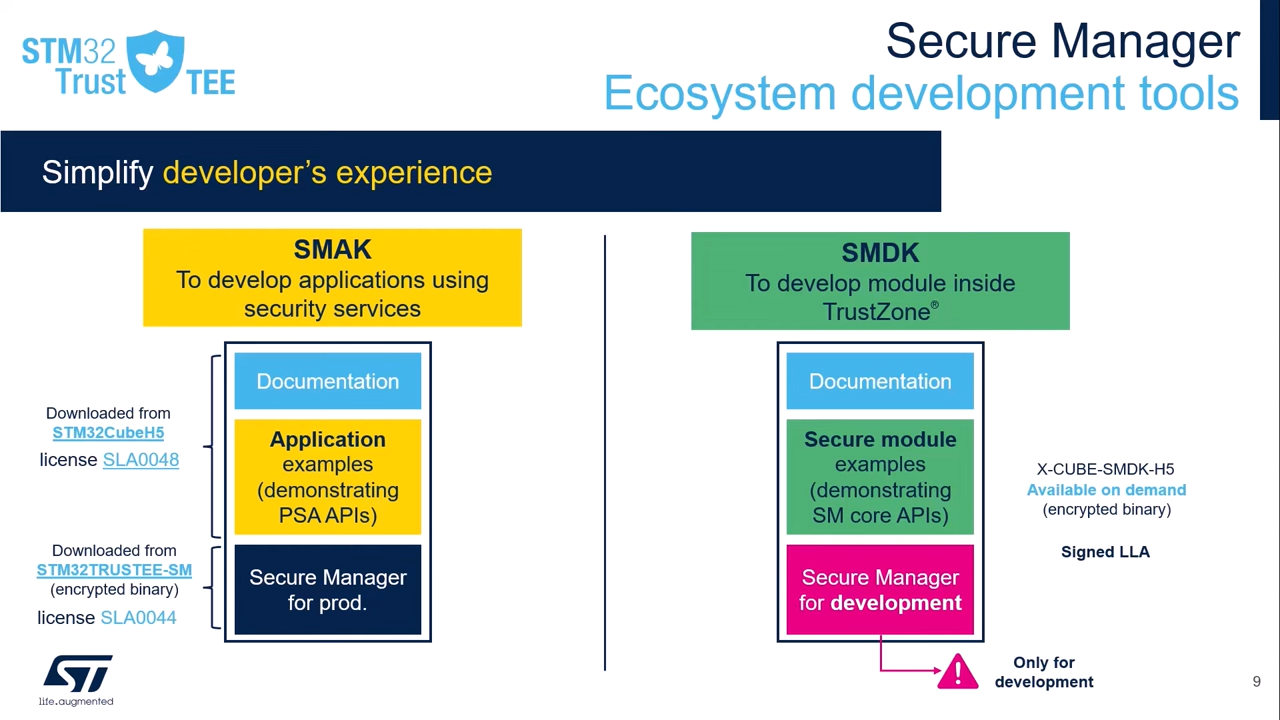 STM32
Trust
TEE
Secure Manager
Ecosystem development tools
Simplify developer's experience
SMAK
To develop applications using
security services
Documentation
Application
examples
(demonstrating
PSA APIs)
Secure Manager
for prod.
Downloaded from
STM32CubeH5
license SLA0048
Downloaded from
STM32TRUSTEE-SM
(encrypted binary)
license SLA0044
SMDK
To develop module inside
TrustZone®
Documentation
Secure module
examples
(demonstrating
SM core APIs)
Secure Manager
for development
X-CUBE-SMDK-H5
Available on demand
(encrypted binary)
Signed LLA
!
Only for
development
ST
life.augmented
9